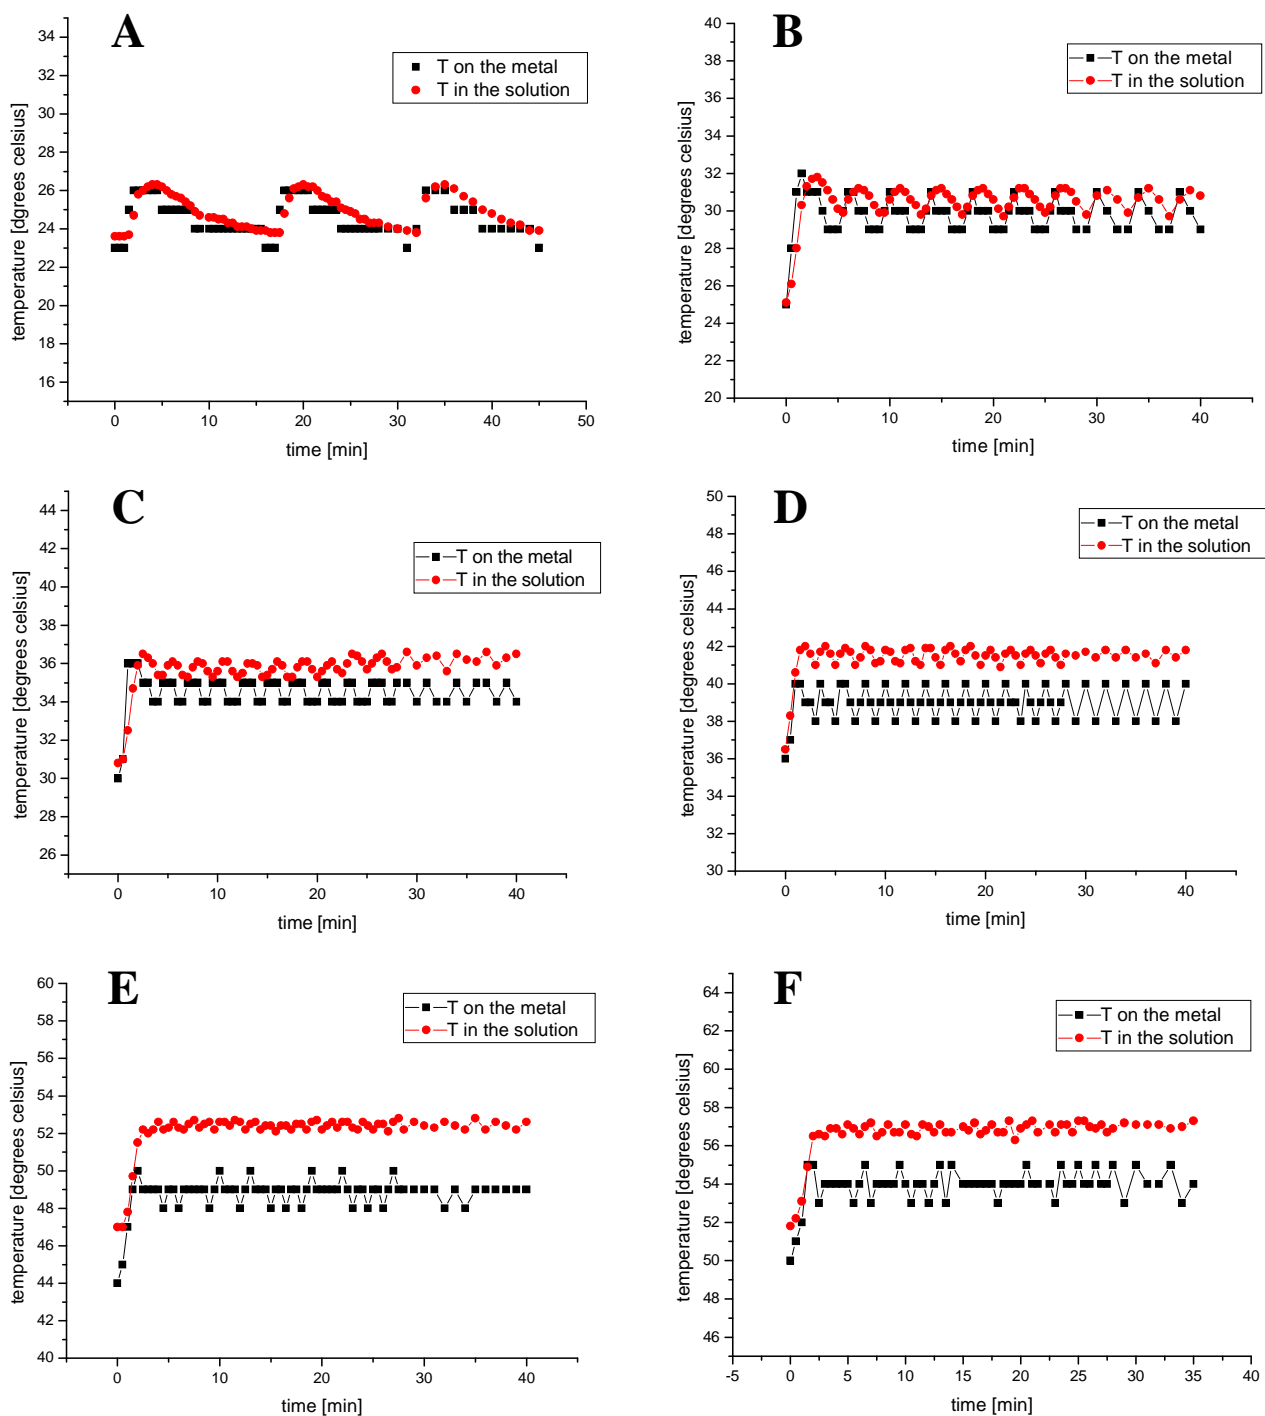 A
T on the metal
T in the solution
temperature [dgrees celsius]
34
32
30
28
26
24
22
20
18
16
0 10 20 30 40 50
time [min]
B
T on the metal
T in the solution
temperature [degrees celsius]
40
38
36
34
32
30
28
26
24
22
20
0 10 20 30 40
time [min]
C
T on the metal
T in the solution
temperature [degrees celsius]
44
42
40
38
36
34
32
30
28
26
0 10 20 30 40
time [min]
D
T on the metal
T in the solution
temperature [degrees celsius]
50
48
46
44
42
40
38
36
34
32
30
0 10 20 30 40
time [min]
E
T on the metal
T in the solution
temperature [degrees celsius]
60
58
56
54
52
50
48
46
44
42
40
0 10 20 30 40
time [min]
F
T on the metal
T in the solution
temperature [degrees celsius]
64
62
60
58
56
54
52
50
48
46
-5 0 5 10 15 20 25 30 35 40
time [min]